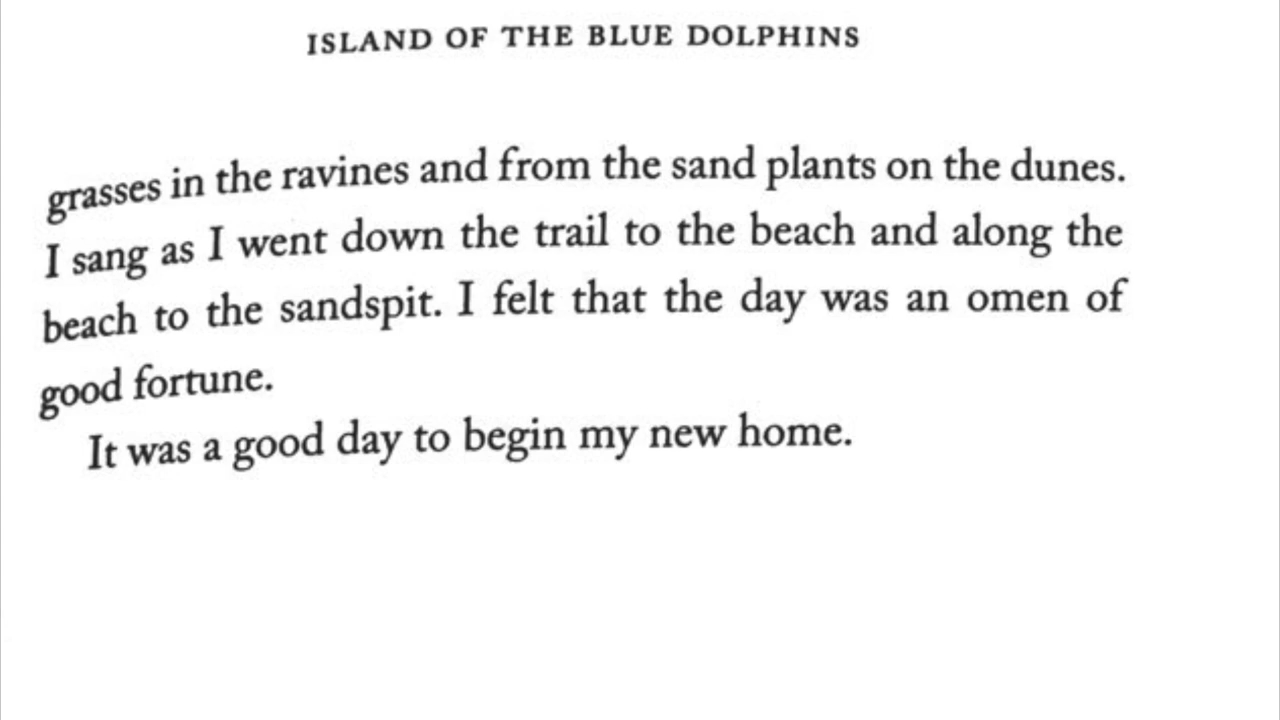 ISLAND OF THE BLUE DOLPHINS
grasses in the ravines and from the sand plants on the dunes.
I sang as I went down the trail to the beach and along the
beach to the sandspit. I felt that the day was an omen of
good fortune.
It was a good day to begin my new home.